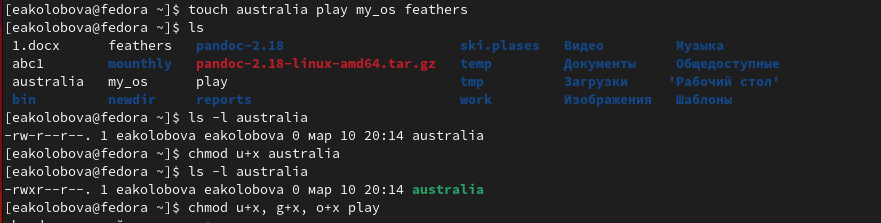 [eakolobova@fedora ~]$ touch australia play my_os feathers
[eakolobova@fedora ~]$ ls
1.docx feathers pandoc-2.18 ski.plases Видео Музыка
abc1 mounthly pandoc-2.18-linux-amd64.tar.gz temp Документы Общедоступные
australia my_os play tmp Загрузки 'Рабочий стол'
bin newdir reports work Изображения Шаблоны
[eakolobova@fedora ~]$ ls -l australia
-rw-r--r--. 1 eakolobova eakolobova 0 мар 10 20:14 australia
[eakolobova@fedora ~]$ chmod u+x australia
[eakolobova@fedora ~]$ ls -l australia
-rwxr--r--. 1 eakolobova eakolobova 0 мар 10 20:14 australia
[eakolobova@fedora ~]$ chmod u+x, g+x, o+x play